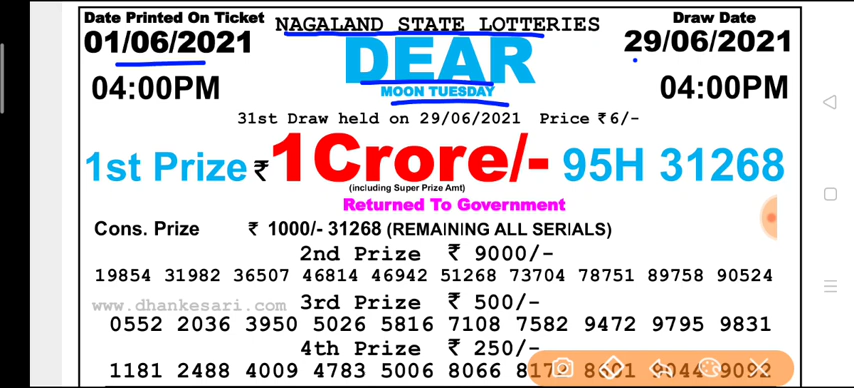 Date Printed On Ticket
01/06/2021
04:00PM
NAGALAND STATE LOTTERIES
DEAR
MOON TUESDAY
Draw Date
29/06/2021
04:00PM
31st Draw held on 29/06/2021 Price ₹6/-
1st Prize ₹ 1Crore/- 95H 31268
(including Super Prize Amt)
Returned To Government
Cons. Prize ₹ 1000/- 31268 (REMAINING ALL SERIALS)
2nd Prize ₹ 9000/-
19854 31982 36507 46814 46942 51268 73704 78751 89758 90524
www.dhankesari.com
3rd Prize ₹ 500/-
0552 2036 3950 5026 5816 7108 7582 9472 9795 9831
4th Prize ₹ 250/-
1181 2488 4009 4783 5006 8066 9092